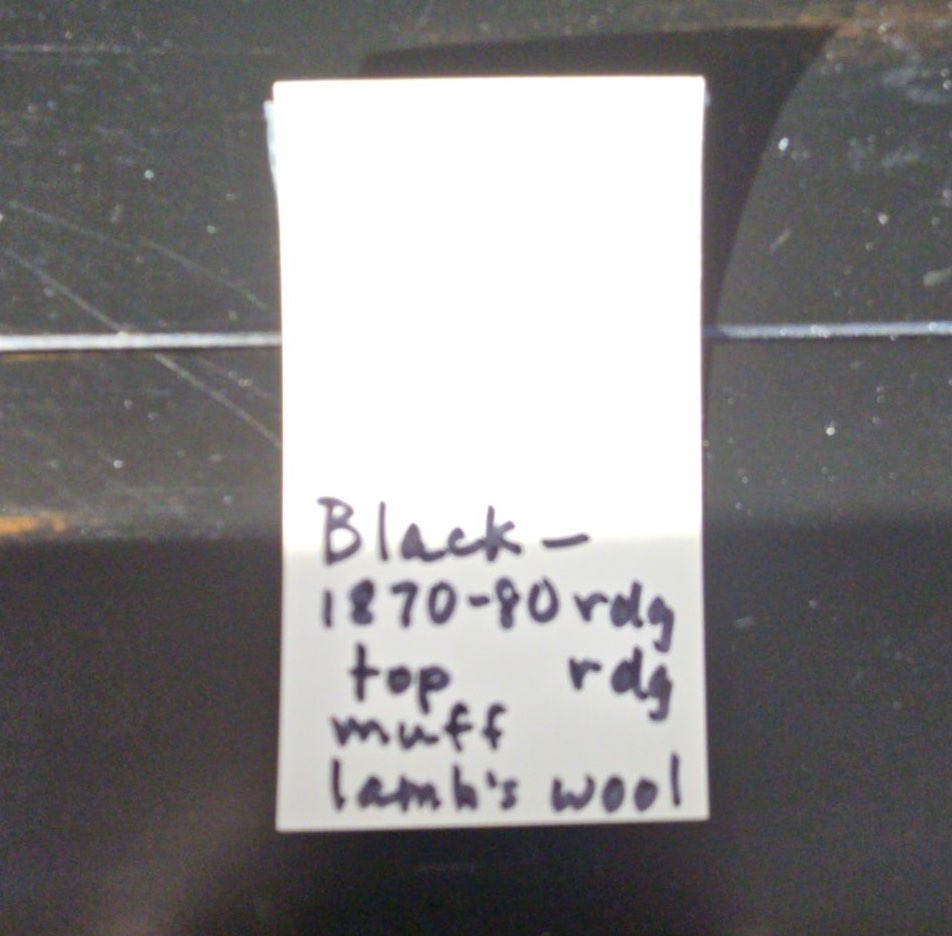 Black-
1870-80 rdg
top rdg
muff
lamb's wool